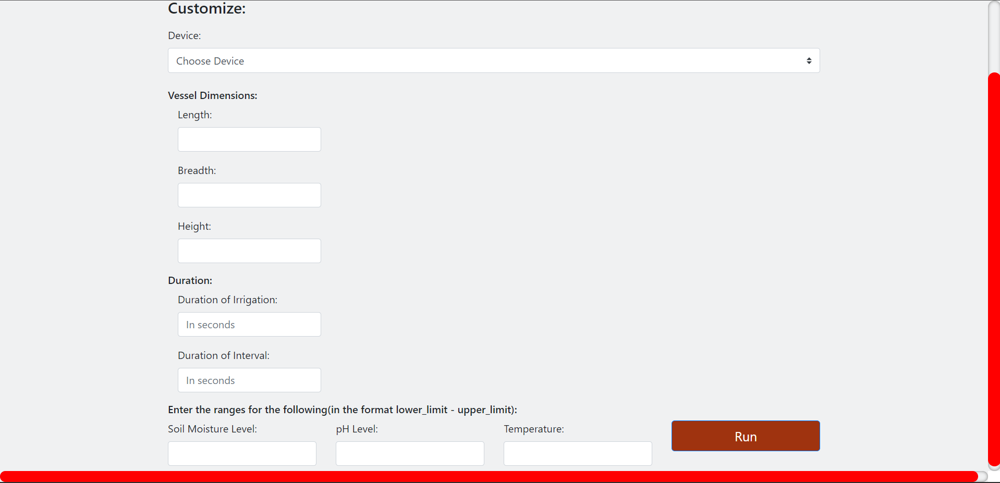 Customize:
Device:
Choose Device
Vessel Dimensions:
Length:
Breadth:
Height:
Duration:
Duration of Irrigation:
In seconds
Duration of Interval:
In seconds
Enter the ranges for the following(in the format lower_limit - upper_limit):
Soil Moisture Level:
pH Level:
Temperature:
Run